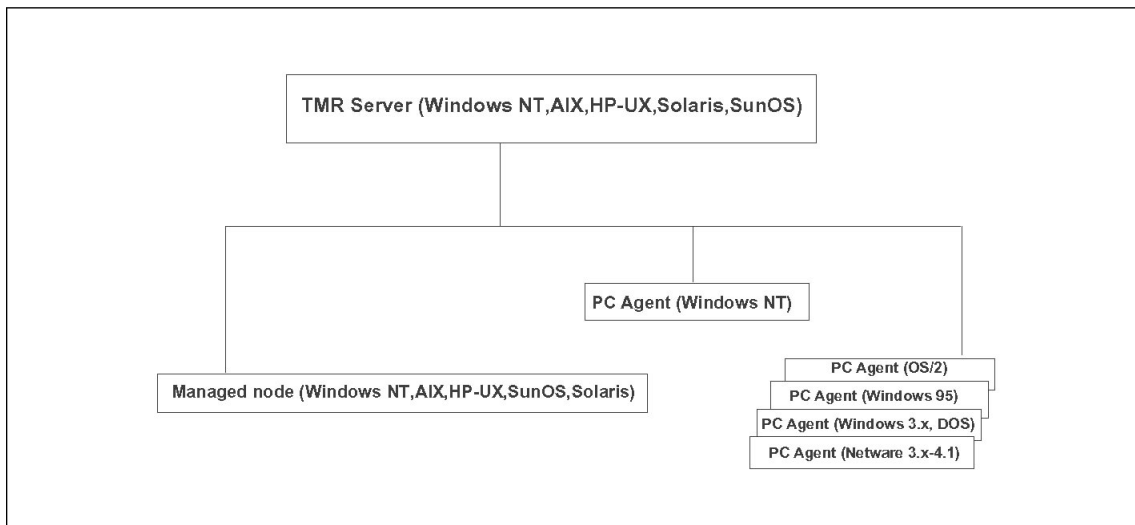 TMR Server (Windows NT,AIX,HP-UX,Solaris,SunOS)
PC Agent (Windows NT)
Managed node (Windows NT,AIX,HP-UX,SunOS,Solaris)
PC Agent (OS/2)
PC Agent (Windows 95)
PC Agent (Windows 3.x, DOS)
PC Agent (Netware 3.x-4.1)